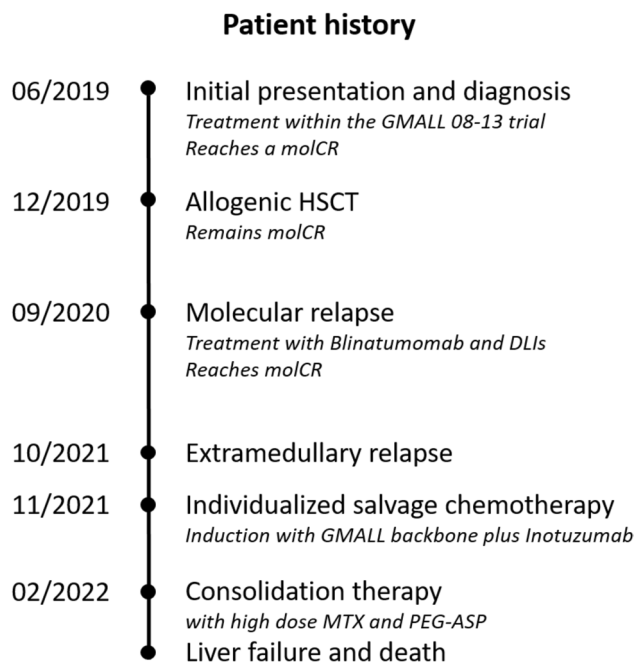 Patient history
06/2019 Initial presentation and diagnosis
Treatment within the GMALL 08-13 trial
Reaches a molCR
12/2019 Allogenic HSCT
Remains molCR
09/2020 Molecular relapse
Treatment with Blinatumomab and DLIs
Reaches molCR
10/2021 Extramedullary relapse
11/2021 Individualized salvage chemotherapy
Induction with GMALL backbone plus Inotuzumab
02/2022 Consolidation therapy
with high dose MTX and PEG-ASP
Liver failure and death